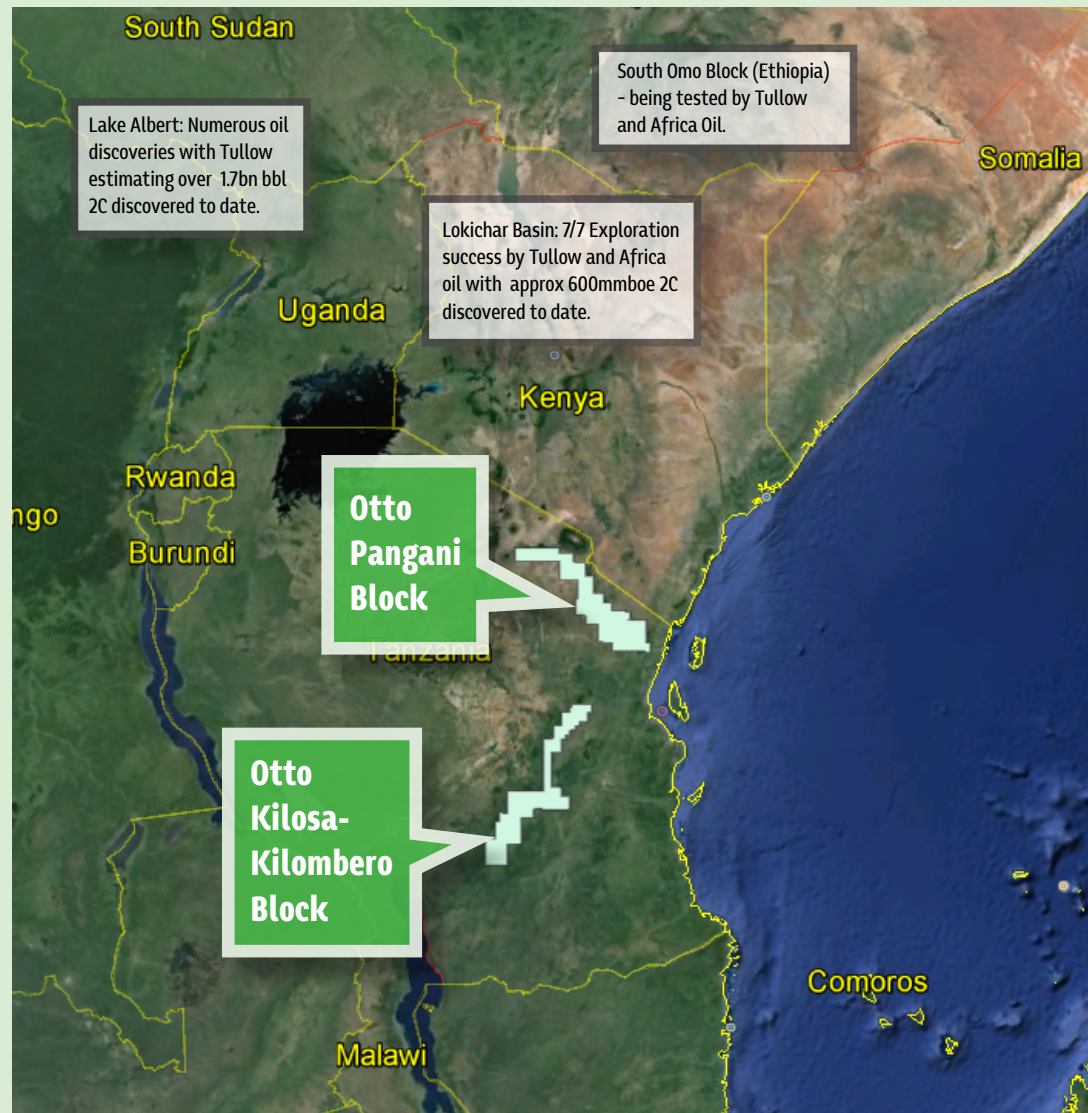 South Sudan
South Omo Block (Ethiopia)
- being tested by Tullow
and Africa Oil.
Lake Albert: Numerous oil
discoveries with Tullow
estimating over 1.7bn bbl
2C discovered to date.
Somalia
Lokichar Basin: 7/7 Exploration
success by Tullow and Africa
oil with approx 600mmboe 2C
discovered to date.
Uganda
Kenya
Rwanda
ngo
Burundi
Otto
Pangani
Block
Tanzania
Otto
Kilosa-
Kilombero
Block
Comoros
Malawi